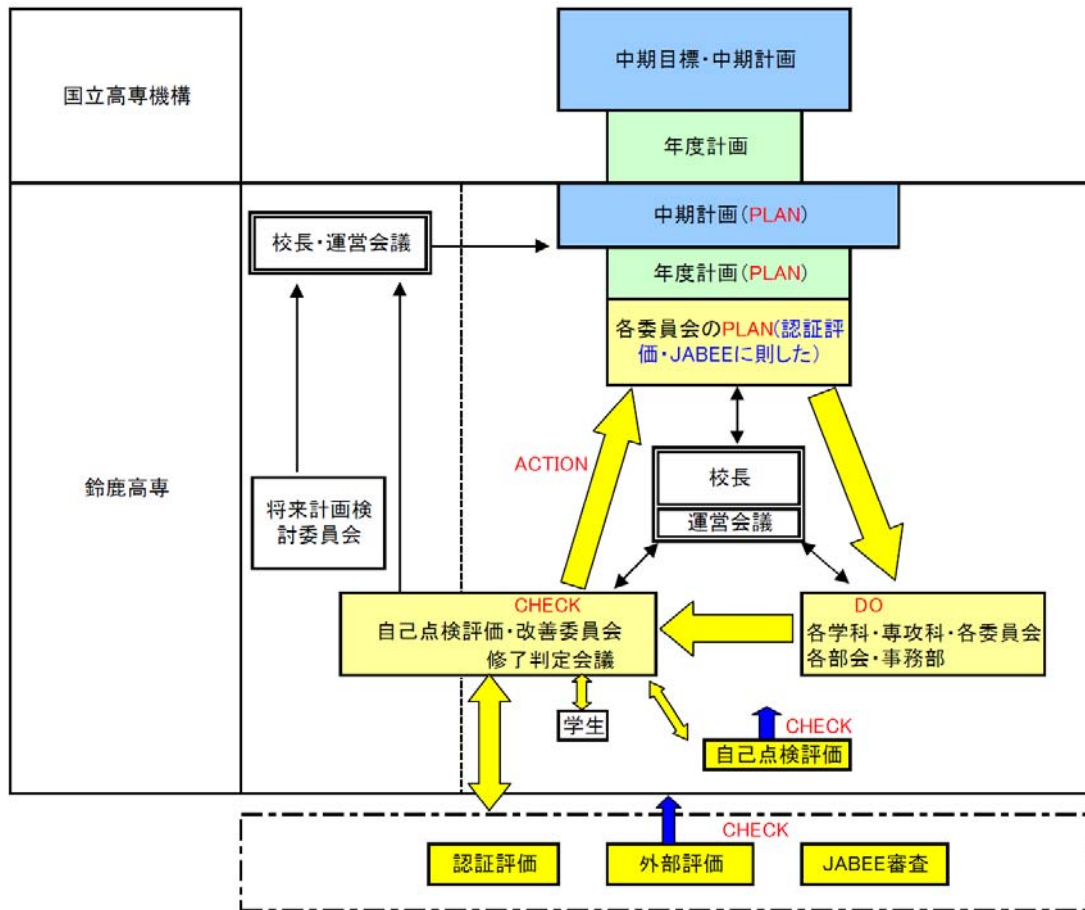 国立高専機構
中期目標・中期計画
年度計画
鈴鹿高専
校長・運営会議
中期計画(PLAN)
年度計画(PLAN)
各委員会のPLAN(認証評
価・JABEEに則した)
ACTION
校長
運営会議
将来計画検
討委員会
CHECK
自己点検評価・改善委員会
修了判定会議
DO
各学科・専攻科・各委員会
各部会・事務部
学生
CHECK
自己点検評価
CHECK
認証評価
外部評価
JABEE審査